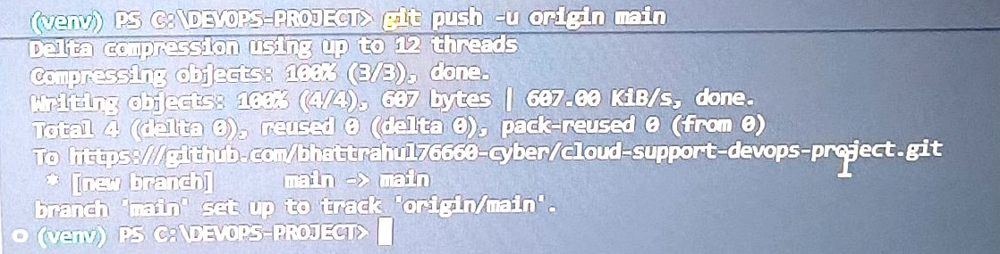 (venv) PS C:\DEVOPS-PROJECT> git push -u origin main
Delta compression using up to 12 threads
Compressing objects: 100% (3/3), done.
Writing objects: 100% (4/4), 607 bytes | 607.00 KiB/s, done.
Total 4 (delta 0), reused 0 (delta 0), pack-reused 0 (from 0)
To https://github.com/bhattrahul76660-cyber/cloud-support-devops-project.git
 * [new branch]      main -> main
branch 'main' set up to track 'origin/main'.
(venv) PS C:\DEVOPS-PROJECT>